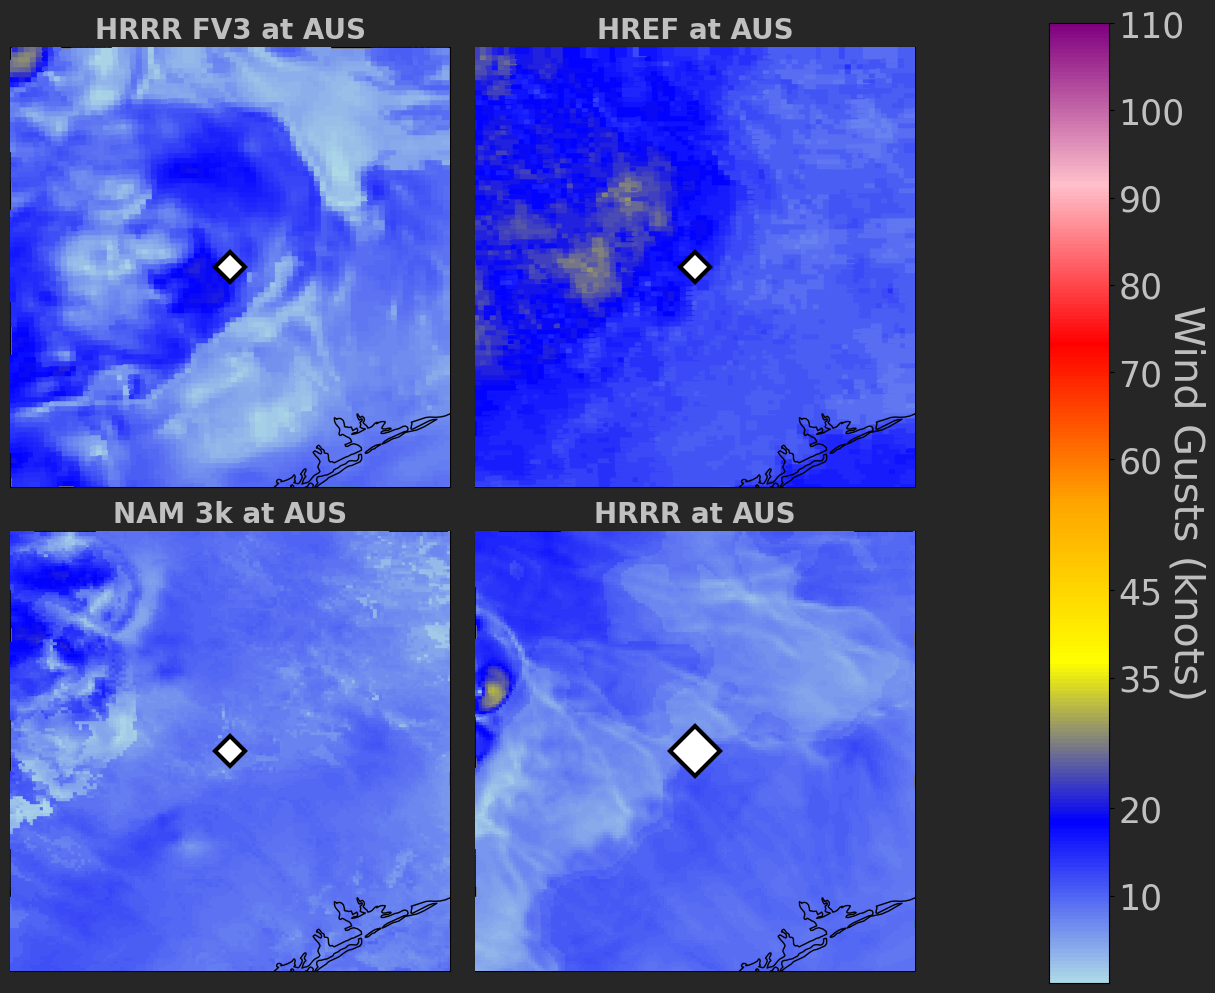 HRRR FV3 at AUS
HREF at AUS
NAM 3k at AUS
HRRR at AUS
110
100
90
80
70
60
45
35
20
10
Wind Gusts (knots)